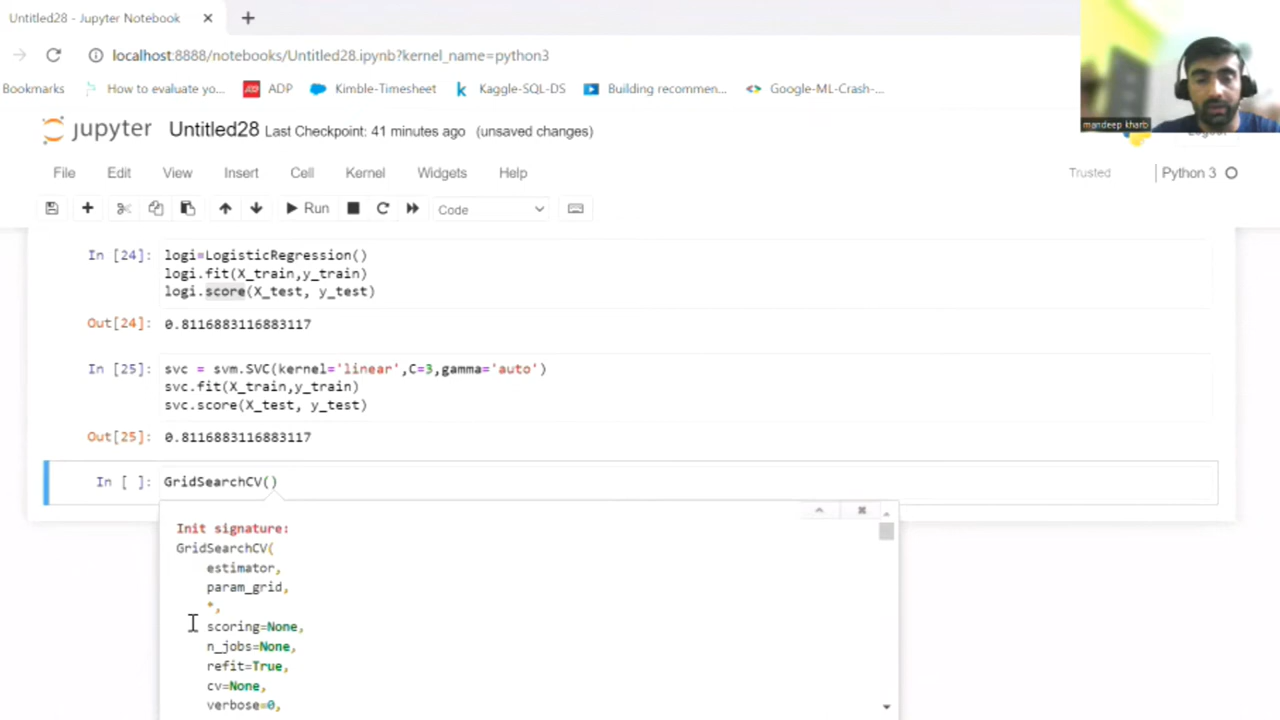 Untitled28 - Jupyter Notebook
localhost:8888/notebooks/Untitled28.ipynb?kernel_name=python3
Bookmarks How to evaluate yo... ADP Kimble-Timesheet Kaggle-SQL-DS Building recommen... Google-ML-Crash-...
mandeep kharb
jupyter Untitled28 Last Checkpoint: 41 minutes ago (unsaved changes)
Logout
File Edit View Insert Cell Kernel Widgets Help Trusted Python 3
Run Code
In [24]: logi=LogisticRegression()
logi.fit(X_train,y_train)
logi.score(X_test, y_test)
Out[24]: 0.8116883116883117
In [25]: svc = svm.SVC(kernel='linear',C=3,gamma='auto')
svc.fit(X_train,y_train)
svc.score(X_test, y_test)
Out[25]: 0.8116883116883117
In [ ]: GridSearchCV()
Init signature:
GridSearchCV(
estimator,
param_grid,
*,
scoring=None,
n_jobs=None,
refit=True,
cv=None,
verbose=0,